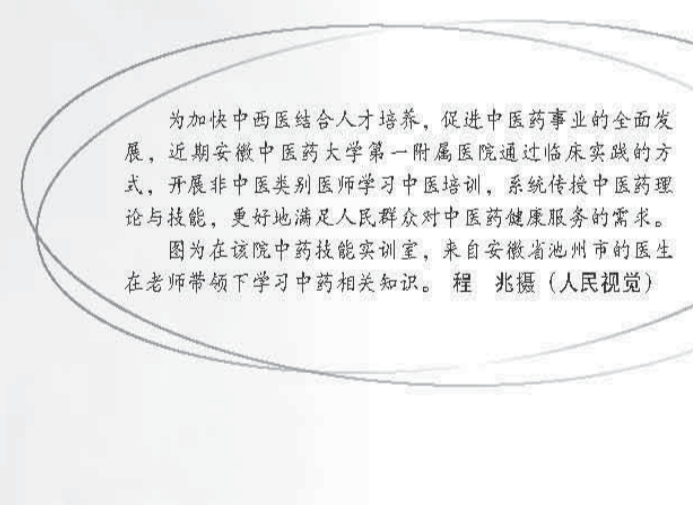 为加快中西医结合人才培养，促进中医药事业的全面发
展，近期安徽中医药大学第一附属医院通过临床实践的方
式，开展非中医类别医师学习中医培训，系统传授中医药理
论与技能，更好地满足人民群众对中医药健康服务的需求。
图为在该院中药技能实训室，来自安徽省池州市的医生
在老师带领下学习中药相关知识。 程　兆摄（人民视觉）